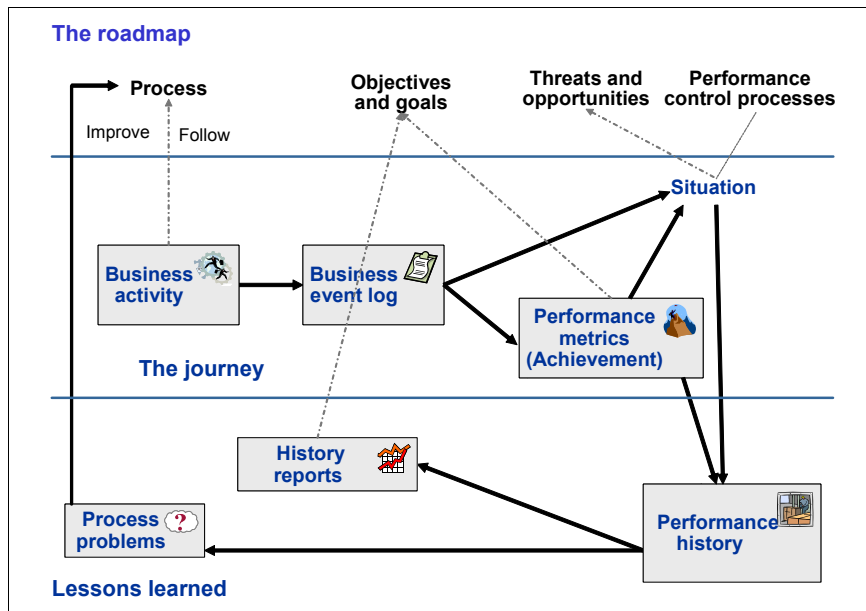 The roadmap
Process
Objectives
and goals
Threats and
opportunities
Performance
control processes
Improve
Follow
Situation
Business
activity
Business
event log
Performance
metrics
(Achievement)
The journey
History
reports
Process
problems
?
Performance
history
Lessons learned